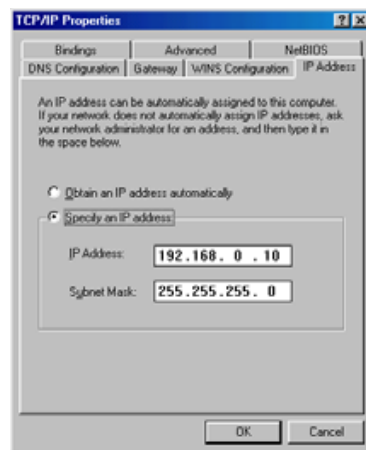 TCP/IP Properties
Bindings Advanced NetBIOS
DNS Configuration Gateway WINS Configuration IP Address
An IP address can be automatically assigned to this computer.
If your network does not automatically assign IP addresses, ask
your network administrator for an address, and then type it in
the space below.
Obtain an IP address automatically
Specify an IP address:
IP Address: 192.168. 0 .10
Subnet Mask: 255.255.255. 0
OK Cancel